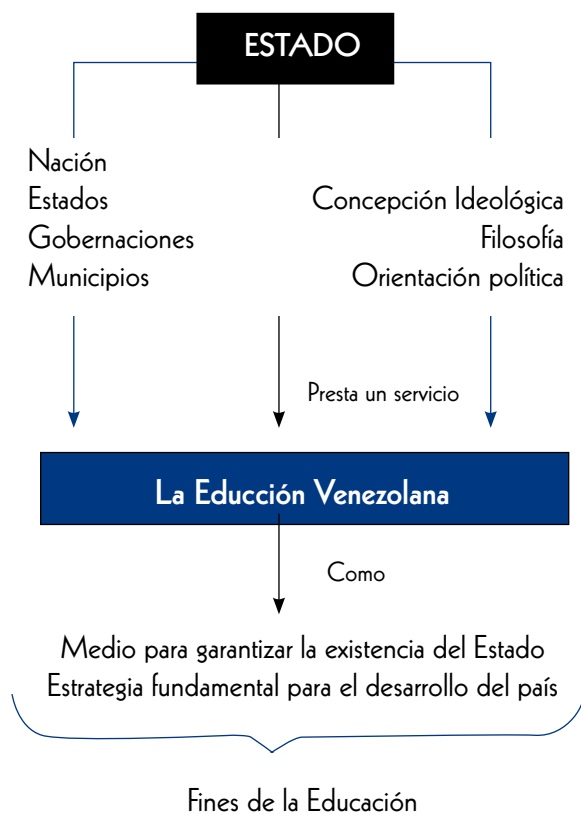 ESTADO
Nación
Estados
Gobernaciones
Municipios
Concepción Ideológica
Filosofía
Orientación política
Presta un servicio
La Educción Venezolana
Como
Medio para garantizar la existencia del Estado
Estrategia fundamental para el desarrollo del país
Fines de la Educación